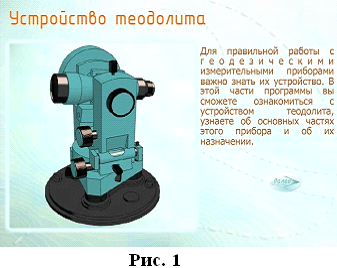 Устройство теодолита
Для правильной работы с
геодезическими
измерительными приборами
важно знать их устройство. В
этой части программы вы
сможете ознакомиться с
устройством теодолита,
узнаете об основных частях
этого прибора и об их
назначении.
Далее
Рис. 1